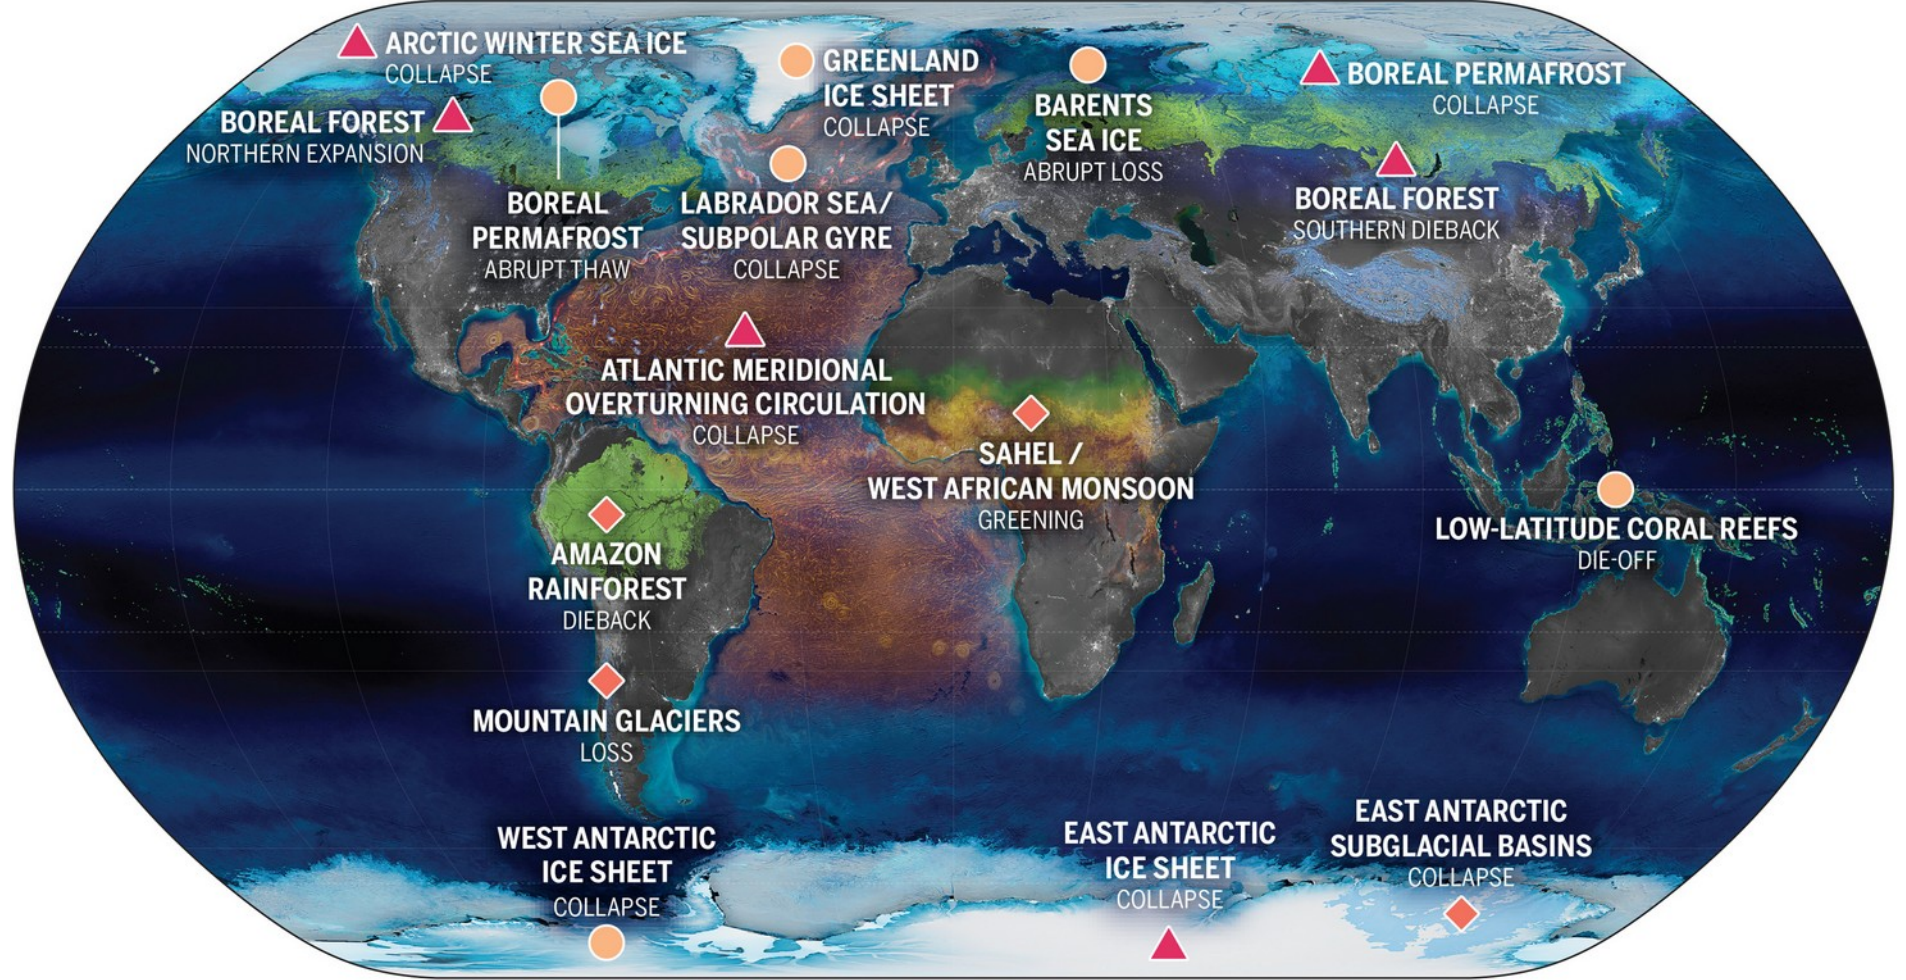 ARCTIC WINTER SEA ICE
COLLAPSE
GREENLAND
ICE SHEET
COLLAPSE
BARENTS
SEA ICE
ABRUPT LOSS
BOREAL PERMAFROST
COLLAPSE
BOREAL FOREST
NORTHERN EXPANSION
BOREAL
PERMAFROST
ABRUPT THAW
LABRADOR SEA/
SUBPOLAR GYRE
COLLAPSE
BOREAL FOREST
SOUTHERN DIEBACK
ATLANTIC MERIDIONAL
OVERTURNING CIRCULATION
COLLAPSE
SAHEL /
WEST AFRICAN MONSOON
GREENING
LOW-LATITUDE CORAL REEFS
DIE-OFF
AMAZON
RAINFOREST
DIEBACK
MOUNTAIN GLACIERS
LOSS
WEST ANTARCTIC
ICE SHEET
COLLAPSE
EAST ANTARCTIC
ICE SHEET
COLLAPSE
EAST ANTARCTIC
SUBGLACIAL BASINS
COLLAPSE